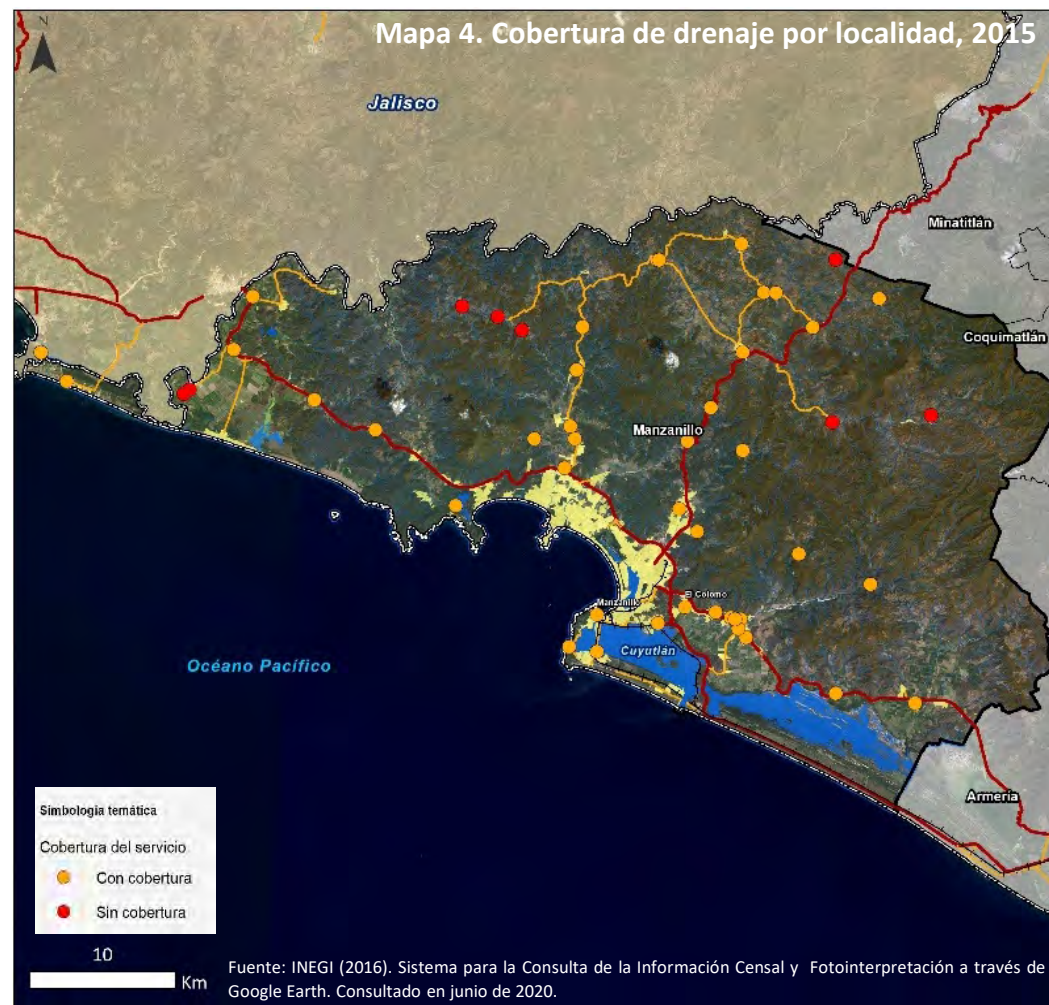 Mapa 4. Cobertura de drenaje por localidad, 2015
N
Jalisco
Minatitlán
Coquimatlán
Manzanillo
Manzanillo
El Colomo
Cuyutlán
Océano Pacífico
Armería
Simbología temática
Cobertura del servicio
Con cobertura
Sin cobertura
10
Km
Fuente: INEGI (2016). Sistema para la Consulta de la Información Censal y Fotointerpretación a través de
Google Earth. Consultado en junio de 2020.